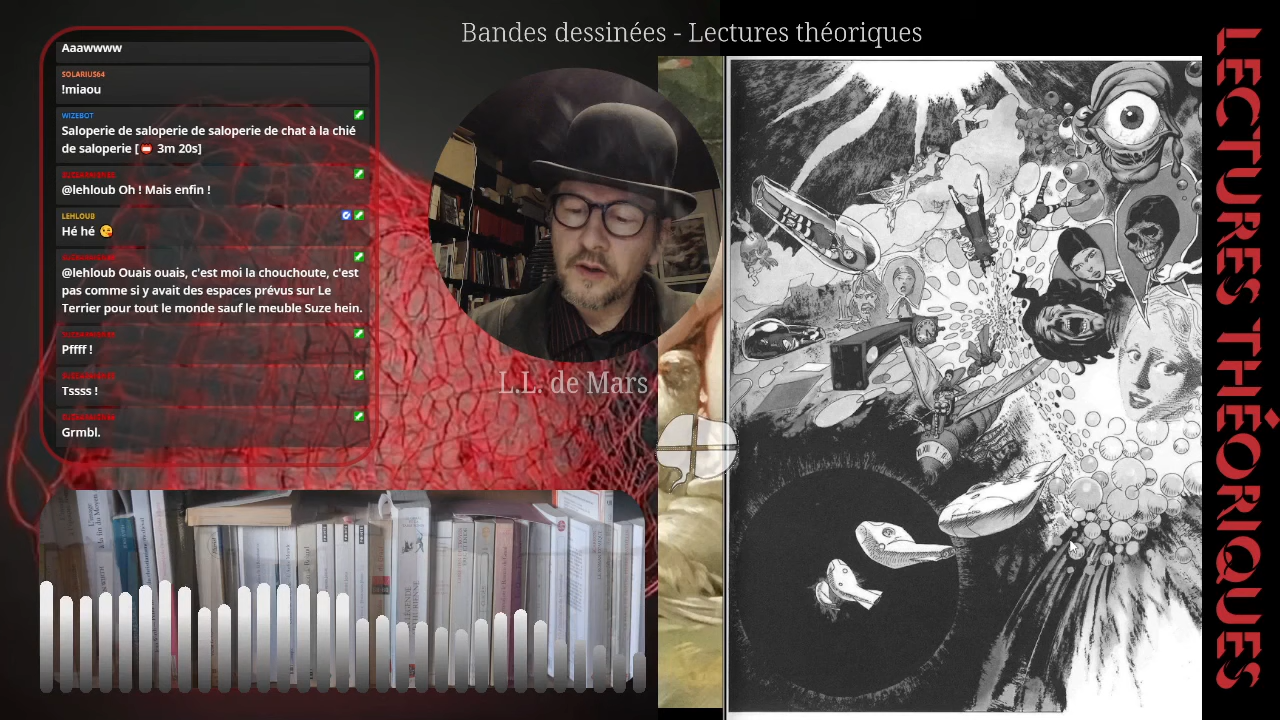 Bandes dessinées - Lectures théoriques
Aaawwww
SOLARIUS64
!miaou
WIZEBOT
Saloperie de saloperie de saloperie de chat à la chié
de saloperie [ 3m 20s]
@lehloub Oh ! Mais enfin !
LEHLOUB
Hé hé 😘
@lehloub Ouais ouais, c'est moi la chouchoute, c'est
pas comme si y avait des espaces prévus sur Le
Terrier pour tout le monde sauf le meuble Suze hein.
Pffff !
Tssss !
Grmbl.
L.L. de Mars
LECTURES THÉORIQUES